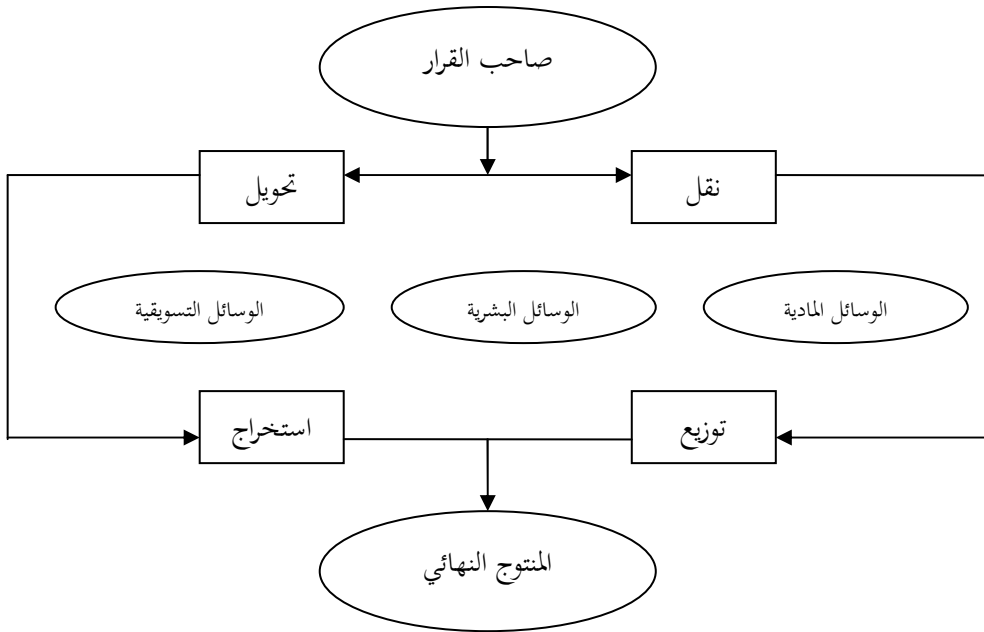 صاحب القرار
نقل
تحويل
الوسائل المادية
الوسائل البشرية
الوسائل التسويقية
توزيع
استخراج
المنتوج النهائي